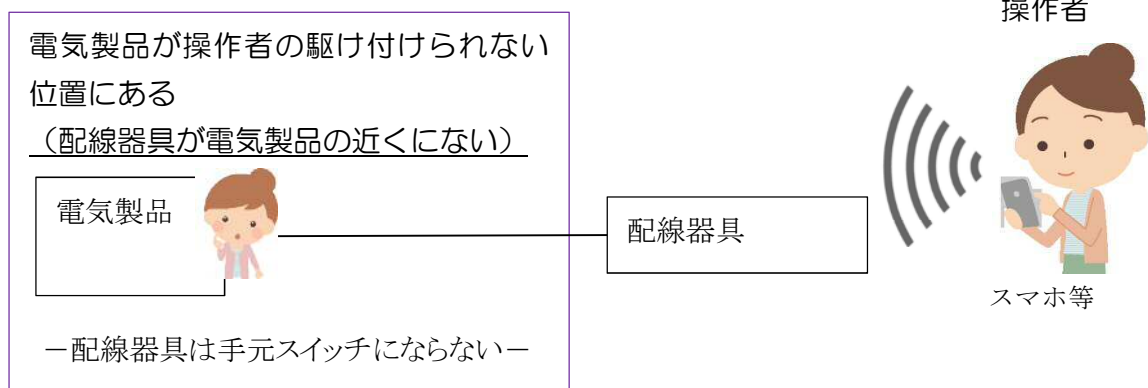 操作者
電気製品が操作者の駆け付けられない
位置にある
（配線器具が電気製品の近くにない）
電気製品
配線器具
スマホ等
－配線器具は手元スイッチにならない－